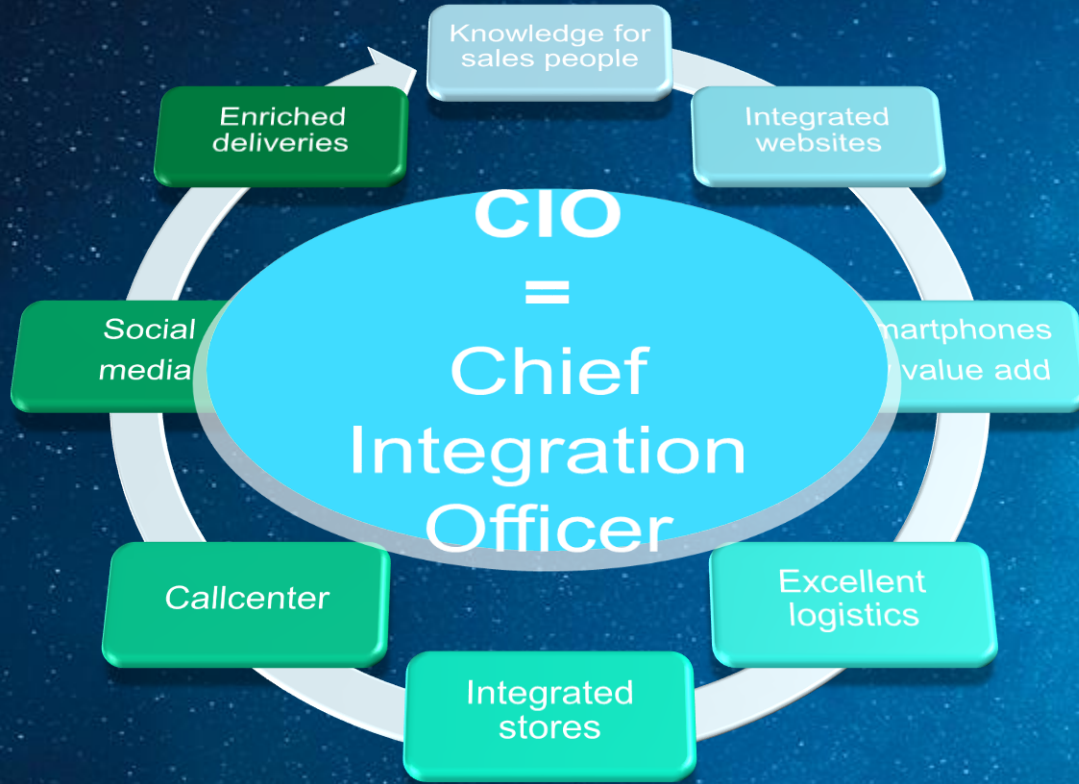 Knowledge for
sales people
Integrated
websites
martphones
value add
Excellent
logistics
Integrated
stores
Callcenter
Social
media
Enriched
deliveries
CIO
=
Chief
Integration
Officer